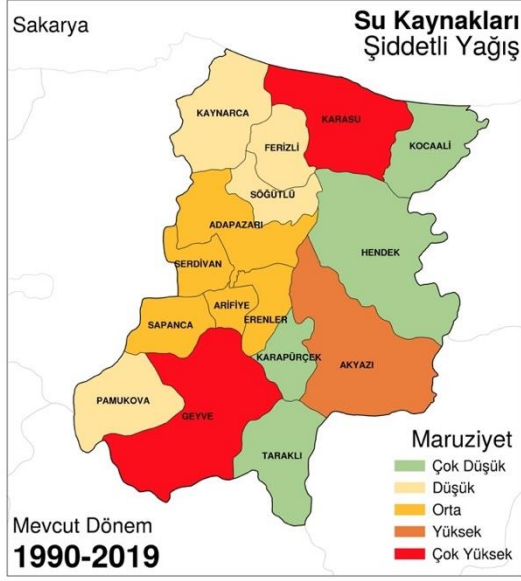 Sakarya
Su Kaynakları
Şiddetli Yağış
KAYNARCA
KARASU
FERİZLİ
KOCAALİ
SÖĞÜTLÜ
ADAPAZARI
HENDEK
SERDİVAN
ARİFİYE
SAPANCA
ERENLER
KARAPÜRÇEK
AKYAZI
PAMUKOVA
GEYVE
TARAKLI
Maruziyet
Çok Düşük
Düşük
Orta
Yüksek
Çok Yüksek
Mevcut Dönem
1990-2019